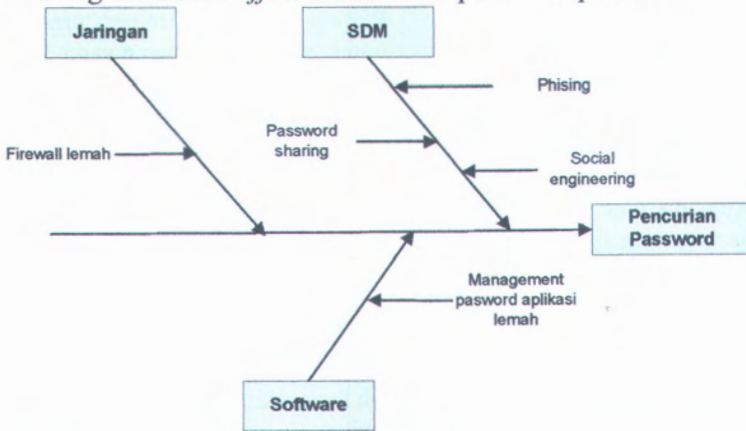 Jaringan
SDM
Phising
Password
sharing
Firewall lemah
Social
engineering
Pencurian
Password
Management
pasword aplikasi
lemah
Software